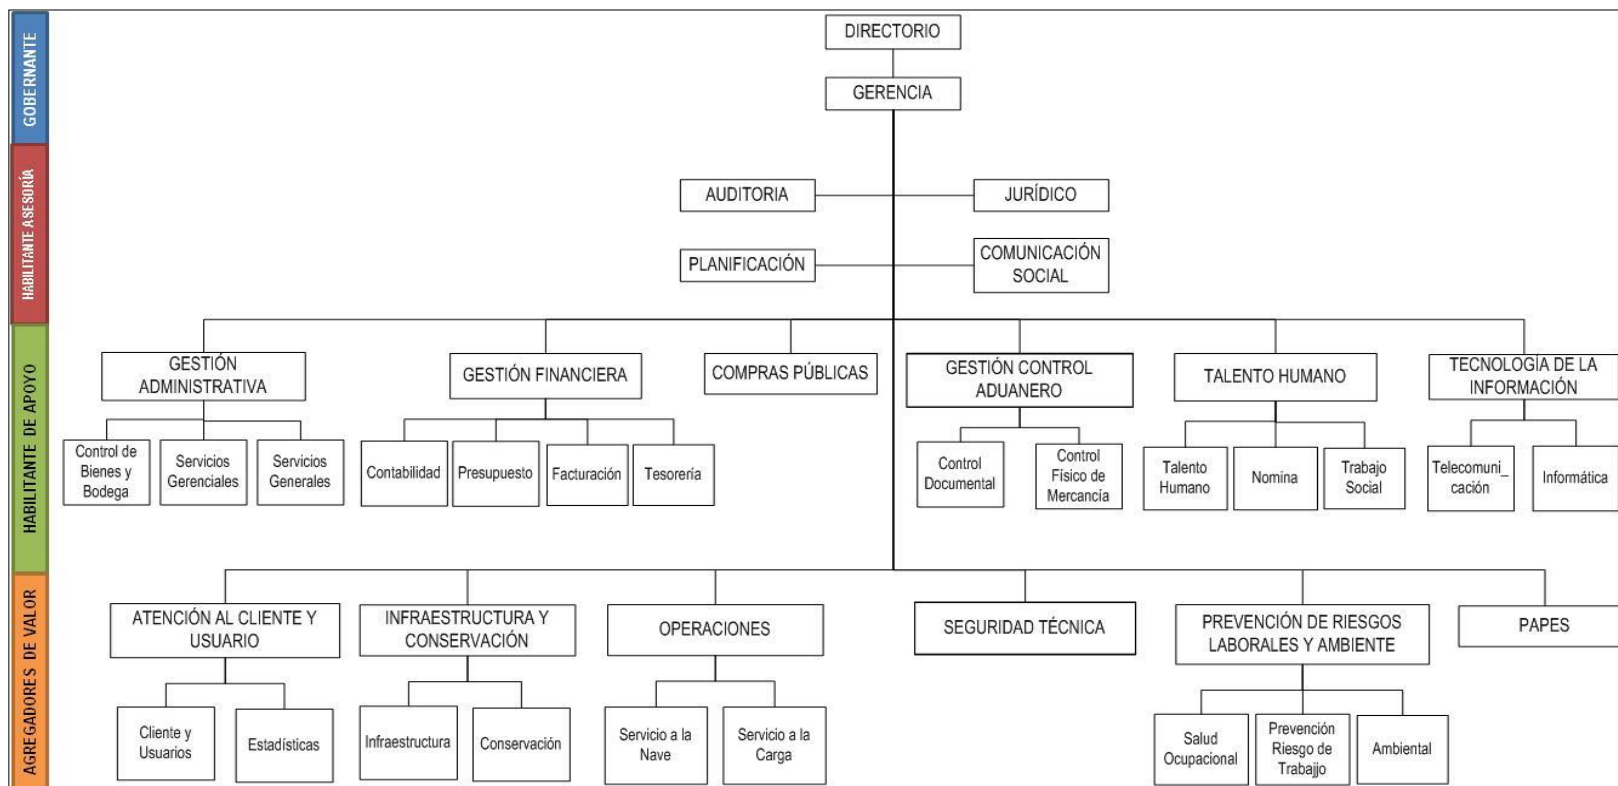 GOBERNANTE
DIRECTORIO
GERENCIA
HABILITANTE ASESORÍA
AUDITORIA
JURÍDICO
PLANIFICACIÓN
COMUNICACIÓN
SOCIAL
HABILITANTE DE APOYO
GESTIÓN
ADMINISTRATIVA
GESTIÓN FINANCIERA
COMPRAS PÚBLICAS
GESTIÓN CONTROL
ADUANERO
TALENTO HUMANO
TECNOLOGÍA DE LA
INFORMACIÓN
Control de
Bienes y
Bodega
Servicios
Gerenciales
Servicios
Generales
Contabilidad
Presupuesto
Facturación
Tesorería
Control
Documental
Control
Físico de
Mercancía
Talento
Humano
Nomina
Trabajo
Social
Telecomuni_
cación
Informática
AGREGADORES DE VALOR
ATENCIÓN AL CLIENTE Y
USUARIO
INFRAESTRUCTURA Y
CONSERVACIÓN
OPERACIONES
SEGURIDAD TÉCNICA
PREVENCIÓN DE RIESGOS
LABORALES Y AMBIENTE
PAPES
Cliente y
Usuarios
Estadísticas
Infraestructura
Conservación
Servicio a la
Nave
Servicio a la
Carga
Salud
Ocupacional
Prevención
Riesgo de
Trabajjo
Ambiental